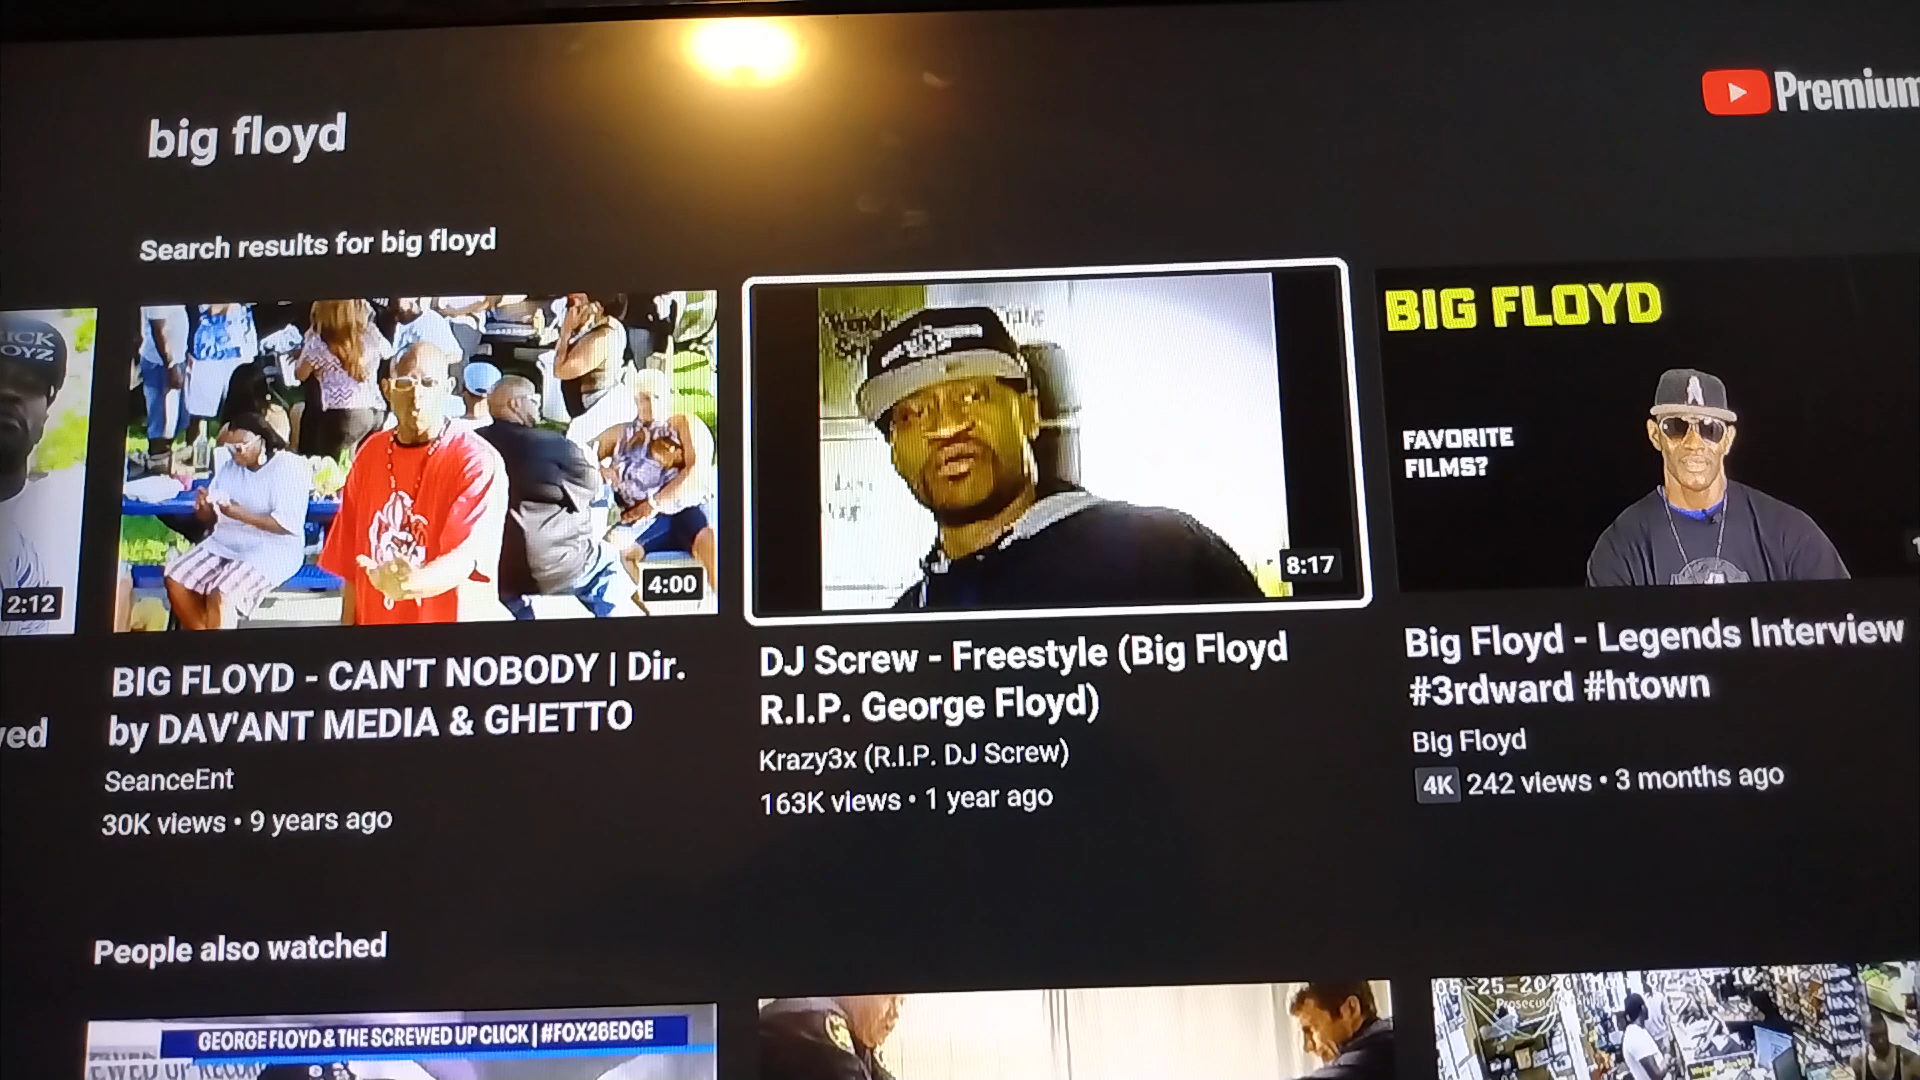 Premium
big floyd
Search results for big floyd
2:12
4:00
8:17
BIG FLOYD
FAVORITE
FILMS?
BIG FLOYD - CAN'T NOBODY | Dir.
by DAV'ANT MEDIA & GHETTO
SeanceEnt
30K views • 9 years ago
DJ Screw - Freestyle (Big Floyd
R.I.P. George Floyd)
Krazy3x (R.I.P. DJ Screw)
163K views • 1 year ago
Big Floyd - Legends Interview
#3rdward #htown
Big Floyd
4K 242 views • 3 months ago
People also watched
GEORGE FLOYD & THE SCREWED UP CLICK | #FOX26EDGE